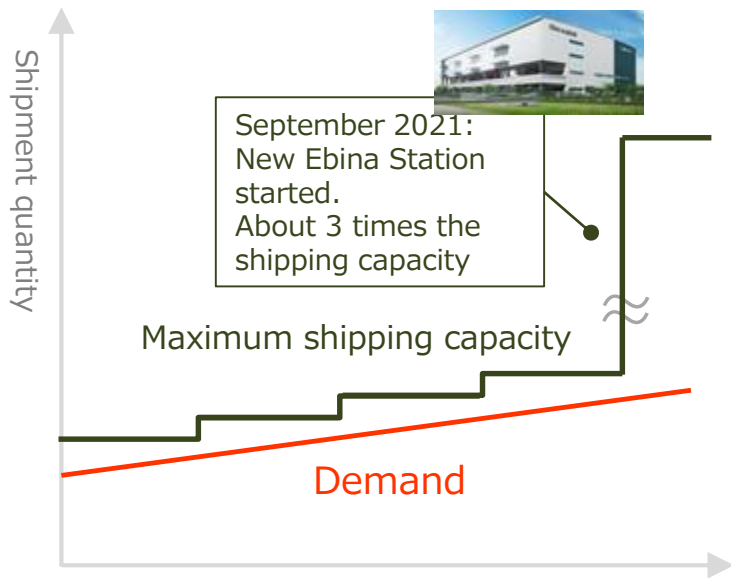 Shipment quantity
September 2021:
New Ebina Station
started.
About 3 times the
shipping capacity
Maximum shipping capacity
Demand